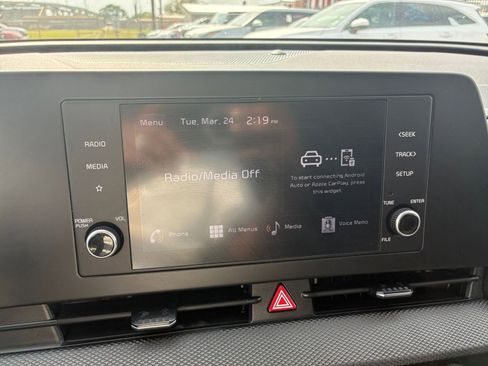 Menu Tue, Mar. 24 2:19 PM
RADIO
MEDIA
Radio/Media Off
To start connecting Android
Auto or Apple CarPlay, press
this widget.
Phone All Menus Media Voice Memo
POWER
PUSH
VOL
<SEEK
TRACK>
SETUP
TUNE ENTER
FILE